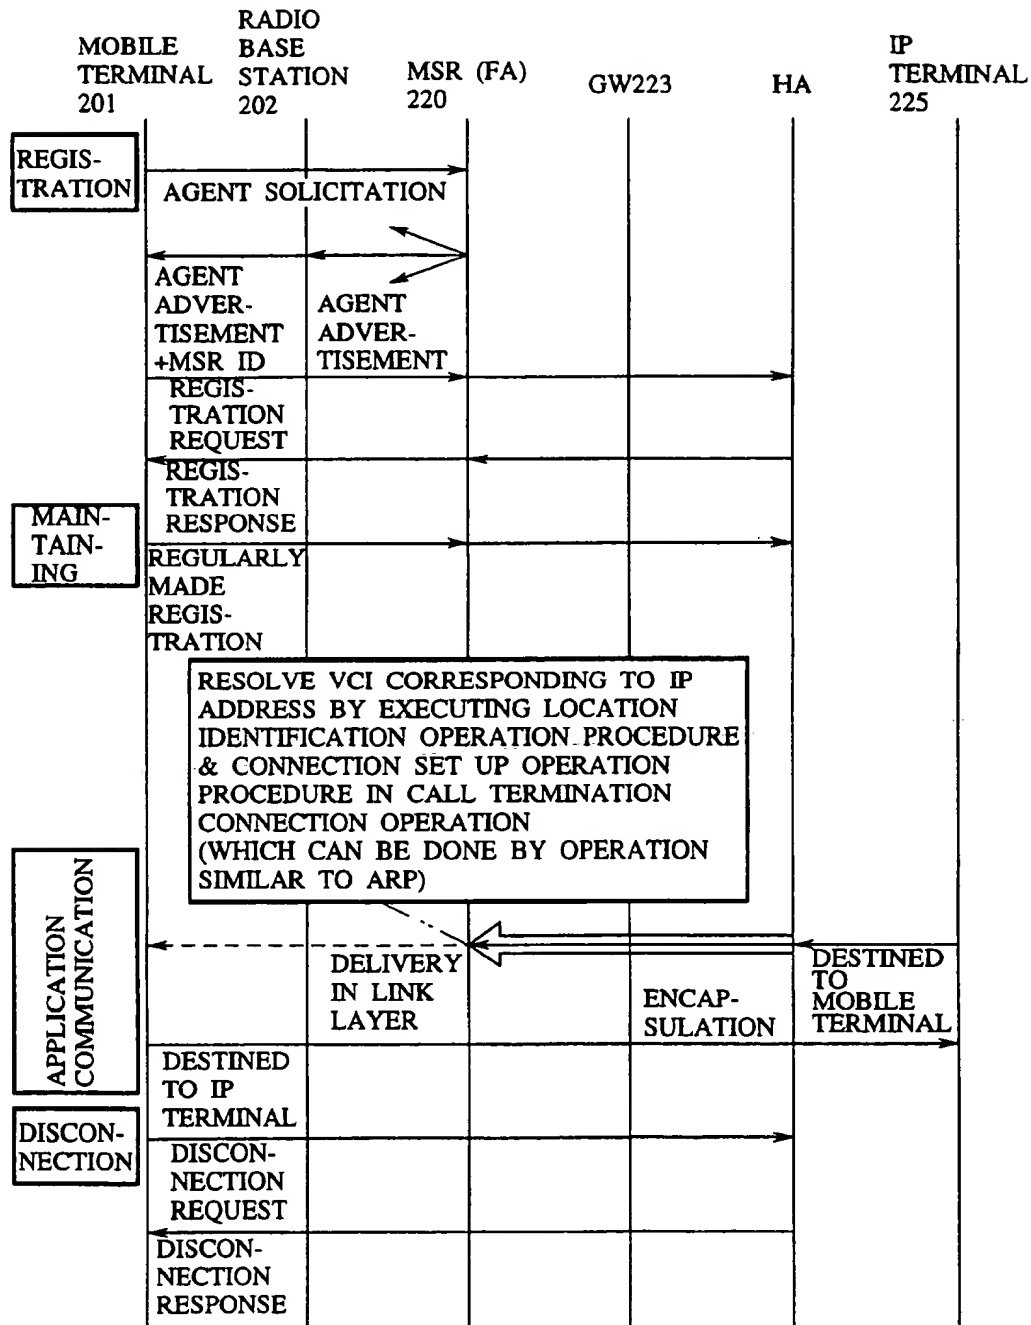 MOBILE
TERMINAL
201
RADIO
BASE
STATION
202
MSR (FA)
220
GW223
HA
IP
TERMINAL
225
REGIS-
TRATION
AGENT SOLICITATION
AGENT
ADVER-
TISEMENT
+MSR ID
AGENT
ADVER-
TISEMENT
REGIS-
TRATION
REQUEST
REGIS-
TRATION
RESPONSE
MAIN-
TAIN-
ING
REGULARLY
MADE
REGIS-
TRATION
RESOLVE VCI CORRESPONDING TO IP
ADDRESS BY EXECUTING LOCATION
IDENTIFICATION OPERATION PROCEDURE
& CONNECTION SET UP OPERATION
PROCEDURE IN CALL TERMINATION
CONNECTION OPERATION
(WHICH CAN BE DONE BY OPERATION
SIMILAR TO ARP)
APPLICATION
COMMUNICATION
DELIVERY
IN LINK
LAYER
ENCAP-
SULATION
DESTINED
TO
MOBILE
TERMINAL
DESTINED
TO IP
TERMINAL
DISCON-
NECTION
DISCON-
NECTION
REQUEST
DISCON-
NECTION
RESPONSE